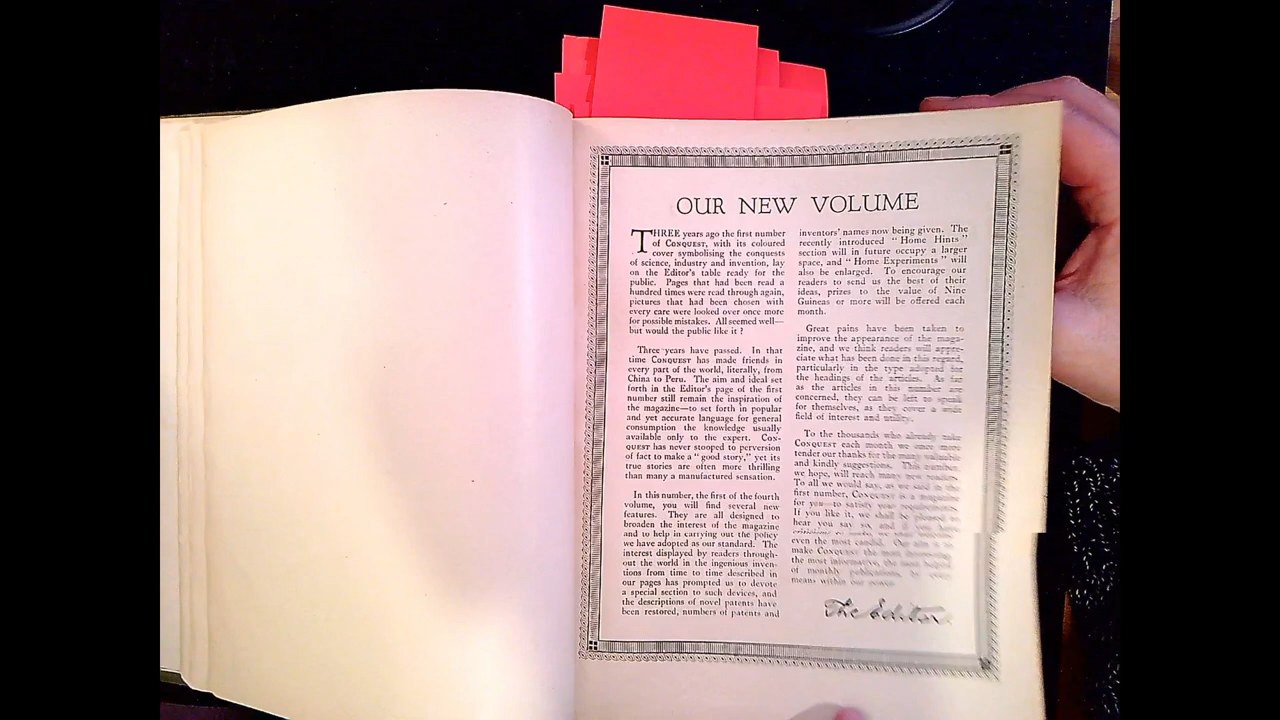 OUR NEW VOLUME
THREE years ago the first number
of CONQUEST, with its coloured
cover symbolising the conquests
of science, industry and invention, lay
on the Editor's table ready for the
public. Pages that had been read a
hundred times were read through again,
pictures that had been chosen with
every care were looked over once more
for possible mistakes. All seemed well—
but would the public like it ?
Three years have passed. In that
time CONQUEST has made friends in
every part of the world, literally, from
China to Peru. The aim and ideal set
forth in the Editor's page of the first
number still remain the inspiration of
the magazine—to set forth in popular
and yet accurate language for general
consumption the knowledge usually
available only to the expert. CON-
QUEST has never stooped to perversion
of fact to make a " good story," yet its
true stories are often more thrilling
than many a manufactured sensation.
In this number, the first of the fourth
volume, you will find several new
features. They are all designed to
broaden the interest of the magazine
and to help in carrying out the policy
we have adopted as our standard. The
interest displayed by readers through-
out the world in the ingenious inven-
tions from time to time described in
our pages has prompted us to devote
a special section to such devices, and
the descriptions of novel patents have
been restored, numbers of patents and
inventors' names now being given. The
recently introduced " Home Hints "
section will in future occupy a larger
space, and " Home Experiments " will
also be enlarged. To encourage our
readers to send us the best of their
ideas, prizes to the value of Nine
Guineas or more will be offered each
month.
Great pains have been taken to
improve the appearance of the maga-
zine, and we think readers will appre-
ciate what has been done in this regard,
particularly in the type adopted for
the headings of the articles. As far
as the articles in this number are
concerned, they can be left to speak
for themselves, as they cover a wide
field of interest and utility.
To the thousands who already take
CONQUEST each month we once more
tender our thanks for the many valuable
and kindly suggestions. This number,
we hope, will reach many new readers.
To all we would say, as we said in the
first number, CONQUEST is a magazine
for you—to satisfy your requirements.
If you like it, we shall be pleased to
hear you say so, and if you have
even the most candid. Our aim is to
make CONQUEST the most interesting,
the most informative, the most helpful
of monthly publications, by every
means within our power.
The Editor.